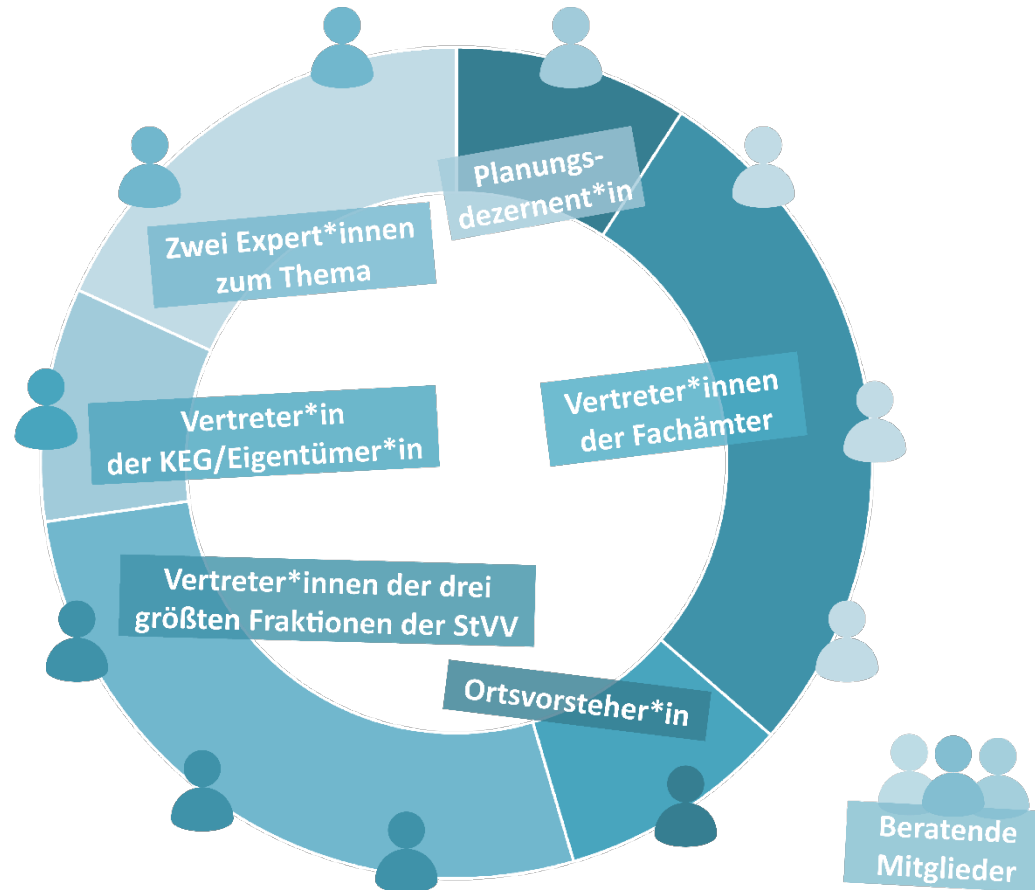 Planungs-
dezernent*in
Zwei Expert*innen
zum Thema
Vertreter*innen
der Fachämter
Vertreter*in
der KEG/Eigentümer*in
Vertreter*innen der drei
größten Fraktionen der StVV
Ortsvorsteher*in
Beratende
Mitglieder